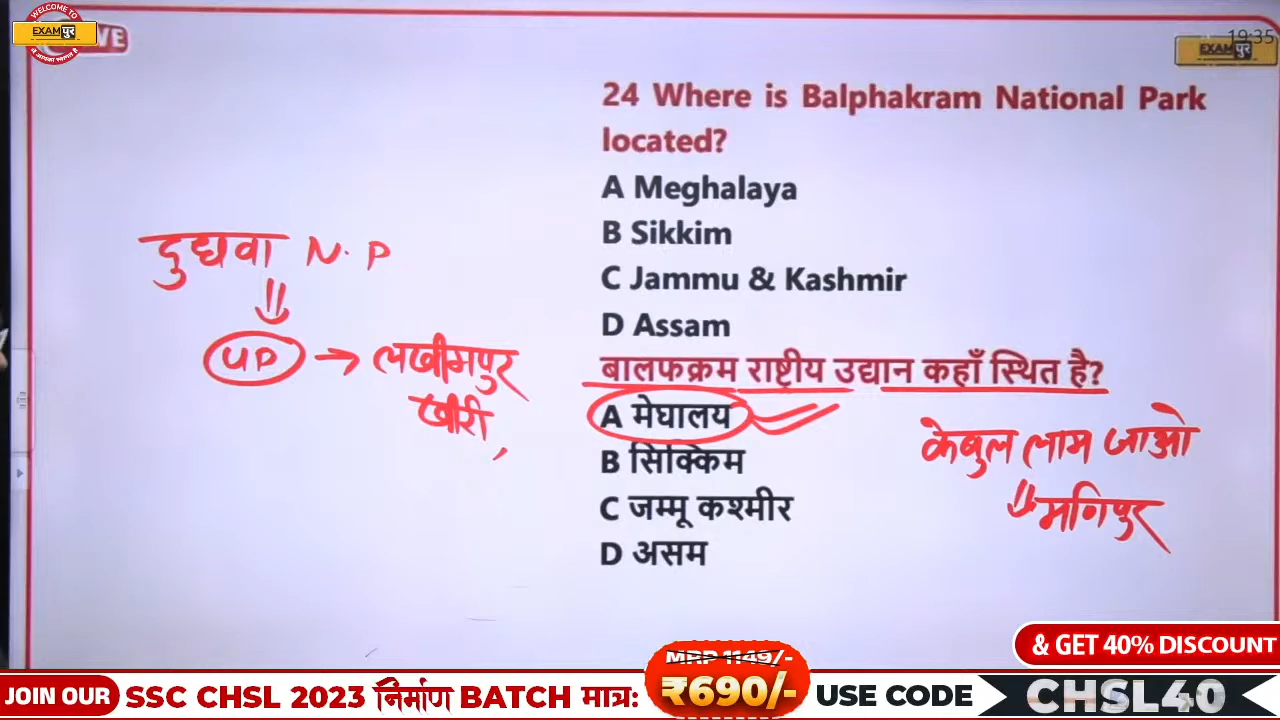 WELCOME TO
EXAMपुर
VE
19:35
EXAMपुर
24 Where is Balphakram National Park
located?
A Meghalaya
B Sikkim
C Jammu & Kashmir
D Assam
बालफक्रम राष्ट्रीय उद्यान कहाँ स्थित है?
A मेघालय
B सिक्किम
C जम्मू कश्मीर
D असम
दुधवा N.P
UP → लखीमपुर
खीरी,
केबुल लाम जाओ
मणिपुर
& GET 40% DISCOUNT
JOIN OUR SSC CHSL 2023 निर्माण BATCH मात्र:
MRP 1149/-
₹690/-
USE CODE
CHSL40